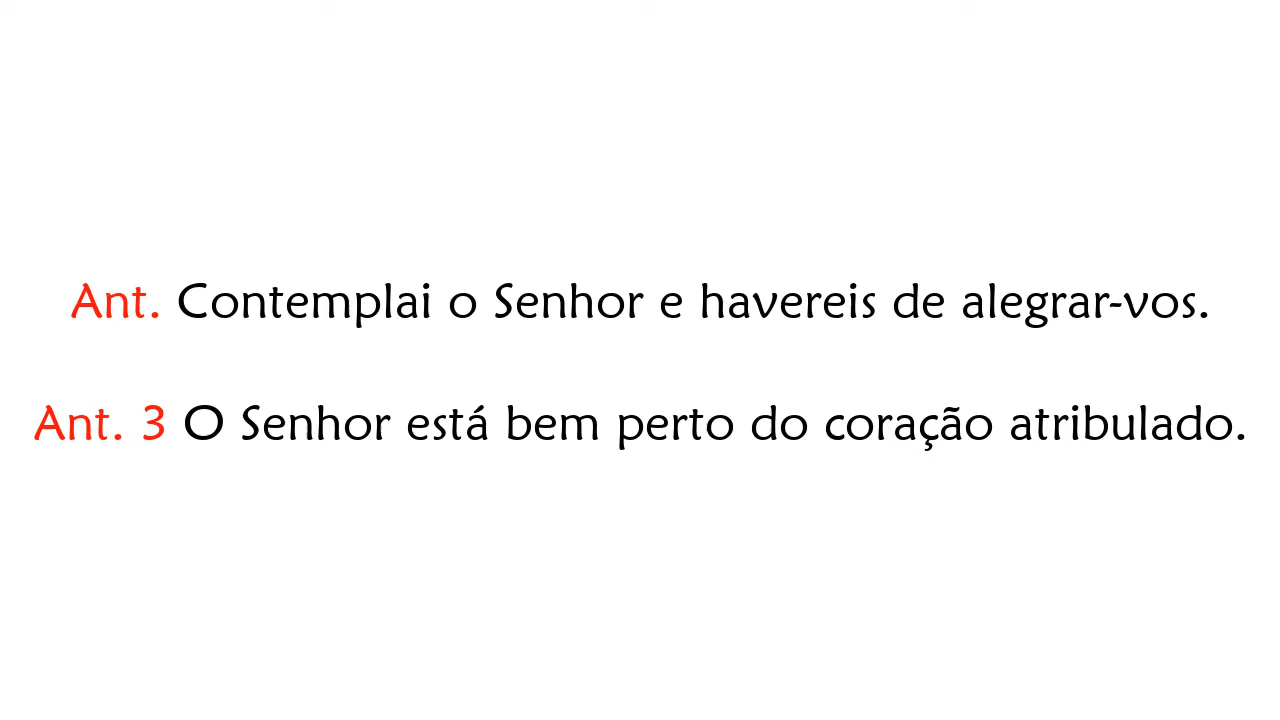 Ant. Contemplai o Senhor e havereis de alegrar-vos.
Ant. 3 O Senhor está bem perto do coração atribulado.